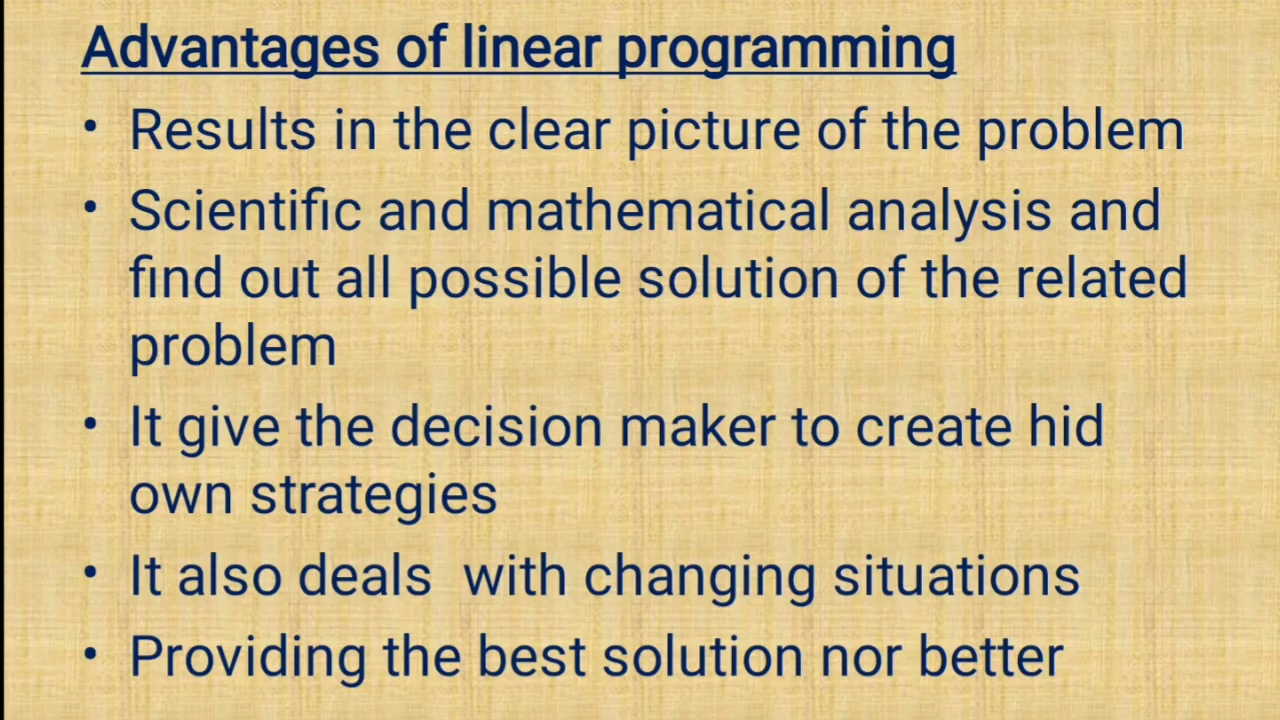 Advantages of linear programming
• Results in the clear picture of the problem
• Scientific and mathematical analysis and
find out all possible solution of the related
problem
• It give the decision maker to create hid
own strategies
• It also deals  with changing situations
• Providing the best solution nor better